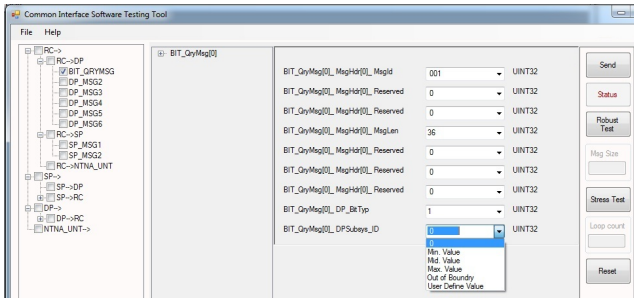 Common Interface Software Testing Tool
File Help
RC-->
RC-->DP
BIT_QRYMSG
DP_MSG2
DP_MSG3
DP_MSG4
DP_MSG5
DP_MSG6
RC-->SP
SP_MSG1
SP_MSG2
RC-->NTNA_UNT
SP-->
SP-->DP
SP-->RC
DP-->
DP-->RC
NTNA_UNT-->
BIT_QryMsg[0]
BIT_QryMsg[0]_ MsgHdr[0]_ MsgId 001 UINT32
BIT_QryMsg[0]_ MsgHdr[0]_ Reserved 0 UINT32
BIT_QryMsg[0]_ MsgHdr[0]_ Reserved 0 UINT32
BIT_QryMsg[0]_ MsgHdr[0]_ MsgLen 36 UINT32
BIT_QryMsg[0]_ MsgHdr[0]_ Reserved 0 UINT32
BIT_QryMsg[0]_ MsgHdr[0]_ Reserved 0 UINT32
BIT_QryMsg[0]_ MsgHdr[0]_ Reserved 0 UINT32
BIT_QryMsg[0]_ DP_BitTyp 1 UINT32
BIT_QryMsg[0]_ DPSubsys_ID 0 UINT32
0
Min. Value
Mid. Value
Max. Value
Out of Boundry
User Define Value
Send
Status
Robust
Test
Msg Size
Stress Test
Loop count
Reset